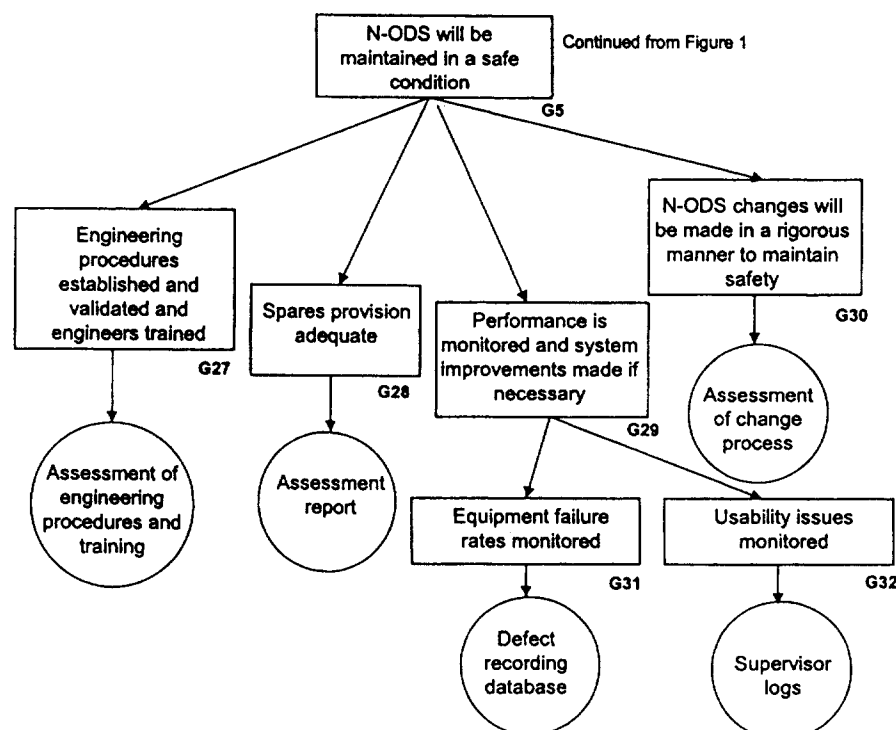 N-ODS will be
maintained in a safe
condition
Continued from Figure 1
G5
Engineering
procedures
established and
validated and
engineers trained
G27
Spares provision
adequate
G28
Performance is
monitored and system
improvements made if
necessary
G29
N-ODS changes will
be made in a rigorous
manner to maintain
safety
G30
Assessment of
engineering
procedures and
training
Assessment
report
Assessment
of change
process
Equipment failure
rates monitored
G31
Usability issues
monitored
G32
Defect
recording
database
Supervisor
logs